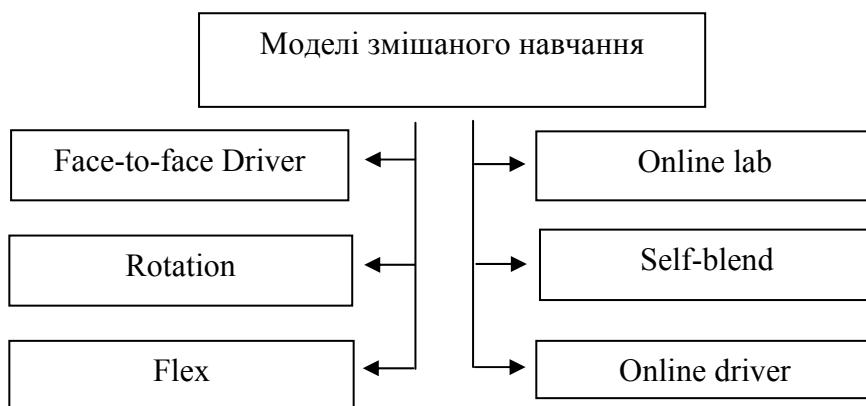 Моделі змішаного навчання
Face-to-face Driver
Online lab
Rotation
Self-blend
Flex
Online driver